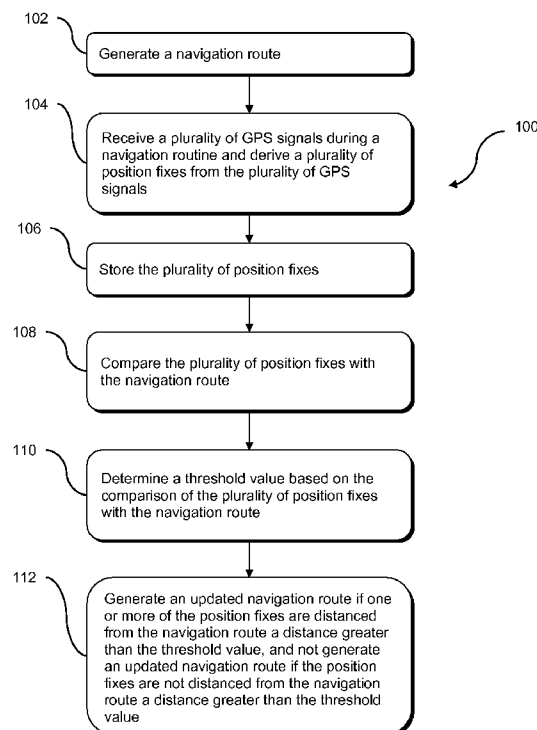 102
Generate a navigation route
104
Receive a plurality of GPS signals during a
navigation routine and derive a plurality of
position fixes from the plurality of GPS
signals
100
106
Store the plurality of position fixes
108
Compare the plurality of position fixes with
the navigation route
110
Determine a threshold value based on the
comparison of the plurality of position fixes
with the navigation route
112
Generate an updated navigation route if one
or more of the position fixes are distanced
from the navigation route a distance greater
than the threshold value, and not generate
an updated navigation route if the position
fixes are not distanced from the navigation
route a distance greater than the threshold
value